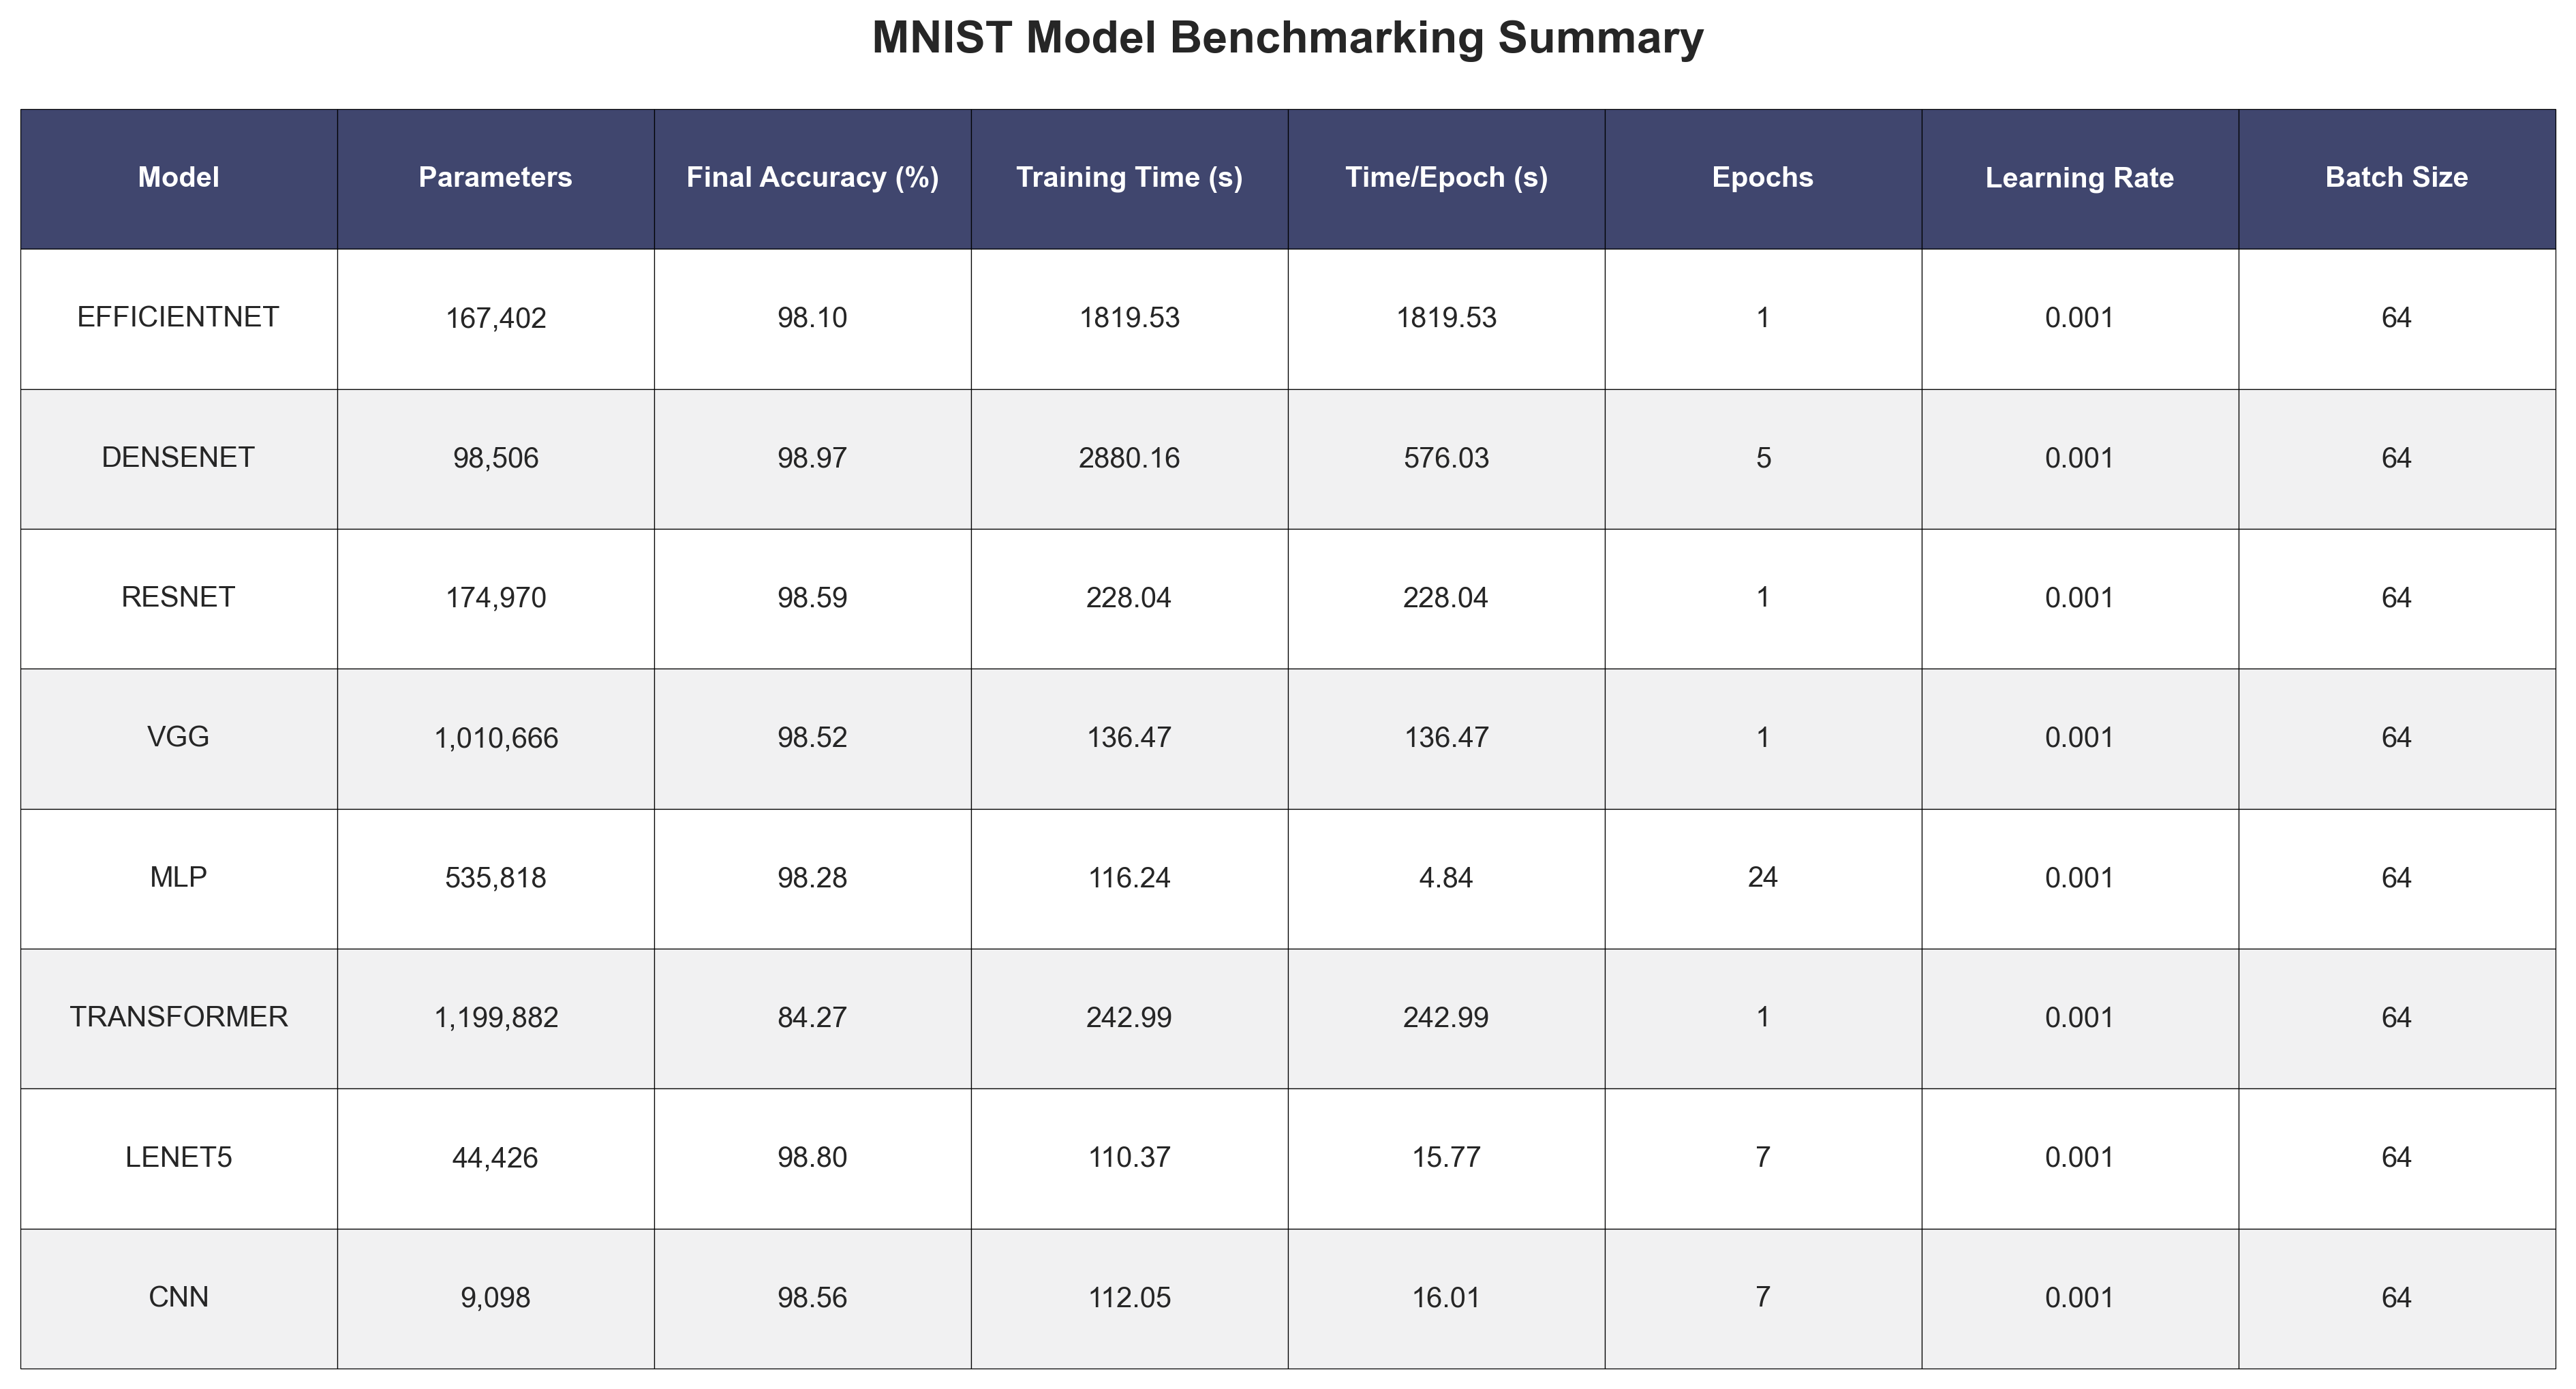 MNIST Model Benchmarking Summary
Model Parameters Final Accuracy (%) Training Time (s) Time/Epoch (s) Epochs Learning Rate Batch Size
EFFICIENTNET 167,402 98.10 1819.53 1819.53 1 0.001 64
DENSENET 98,506 98.97 2880.16 576.03 5 0.001 64
RESNET 174,970 98.59 228.04 228.04 1 0.001 64
VGG 1,010,666 98.52 136.47 136.47 1 0.001 64
MLP 535,818 98.28 116.24 4.84 24 0.001 64
TRANSFORMER 1,199,882 84.27 242.99 242.99 1 0.001 64
LENET5 44,426 98.80 110.37 15.77 7 0.001 64
CNN 9,098 98.56 112.05 16.01 7 0.001 64